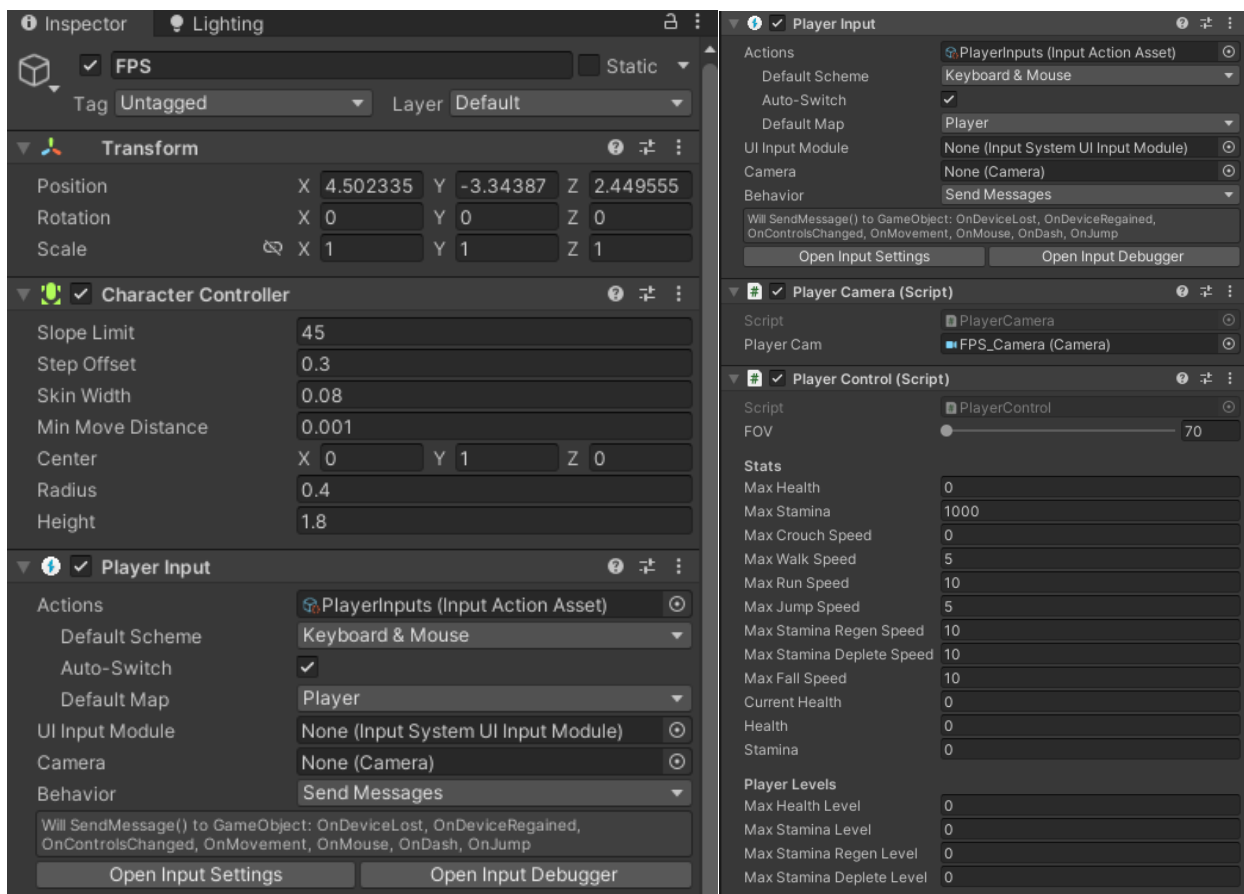 Inspector Lighting
FPS Static
Tag Untagged Layer Default
Transform
Position X 4.502335 Y -3.34387 Z 2.449555
Rotation X 0 Y 0 Z 0
Scale X 1 Y 1 Z 1
Character Controller
Slope Limit 45
Step Offset 0.3
Skin Width 0.08
Min Move Distance 0.001
Center X 0 Y 1 Z 0
Radius 0.4
Height 1.8
Player Input
Actions PlayerInputs (Input Action Asset)
Default Scheme Keyboard & Mouse
Auto-Switch
Default Map Player
UI Input Module None (Input System UI Input Module)
Camera None (Camera)
Behavior Send Messages
Will SendMessage() to GameObject: OnDeviceLost, OnDeviceRegained,
OnControlsChanged, OnMovement, OnMouse, OnDash, OnJump
Open Input Settings Open Input Debugger
Player Input
Actions PlayerInputs (Input Action Asset)
Default Scheme Keyboard & Mouse
Auto-Switch
Default Map Player
UI Input Module None (Input System UI Input Module)
Camera None (Camera)
Behavior Send Messages
Will SendMessage() to GameObject: OnDeviceLost, OnDeviceRegained,
OnControlsChanged, OnMovement, OnMouse, OnDash, OnJump
Open Input Settings Open Input Debugger
# Player Camera (Script)
Script PlayerCamera
Player Cam FPS_Camera (Camera)
# Player Control (Script)
Script PlayerControl
FOV 70
Stats
Max Health 0
Max Stamina 1000
Max Crouch Speed 0
Max Walk Speed 5
Max Run Speed 10
Max Jump Speed 5
Max Stamina Regen Speed 10
Max Stamina Deplete Speed 10
Max Fall Speed 10
Current Health 0
Health 0
Stamina 0
Player Levels
Max Health Level 0
Max Stamina Level 0
Max Stamina Regen Level 0
Max Stamina Deplete Level 0